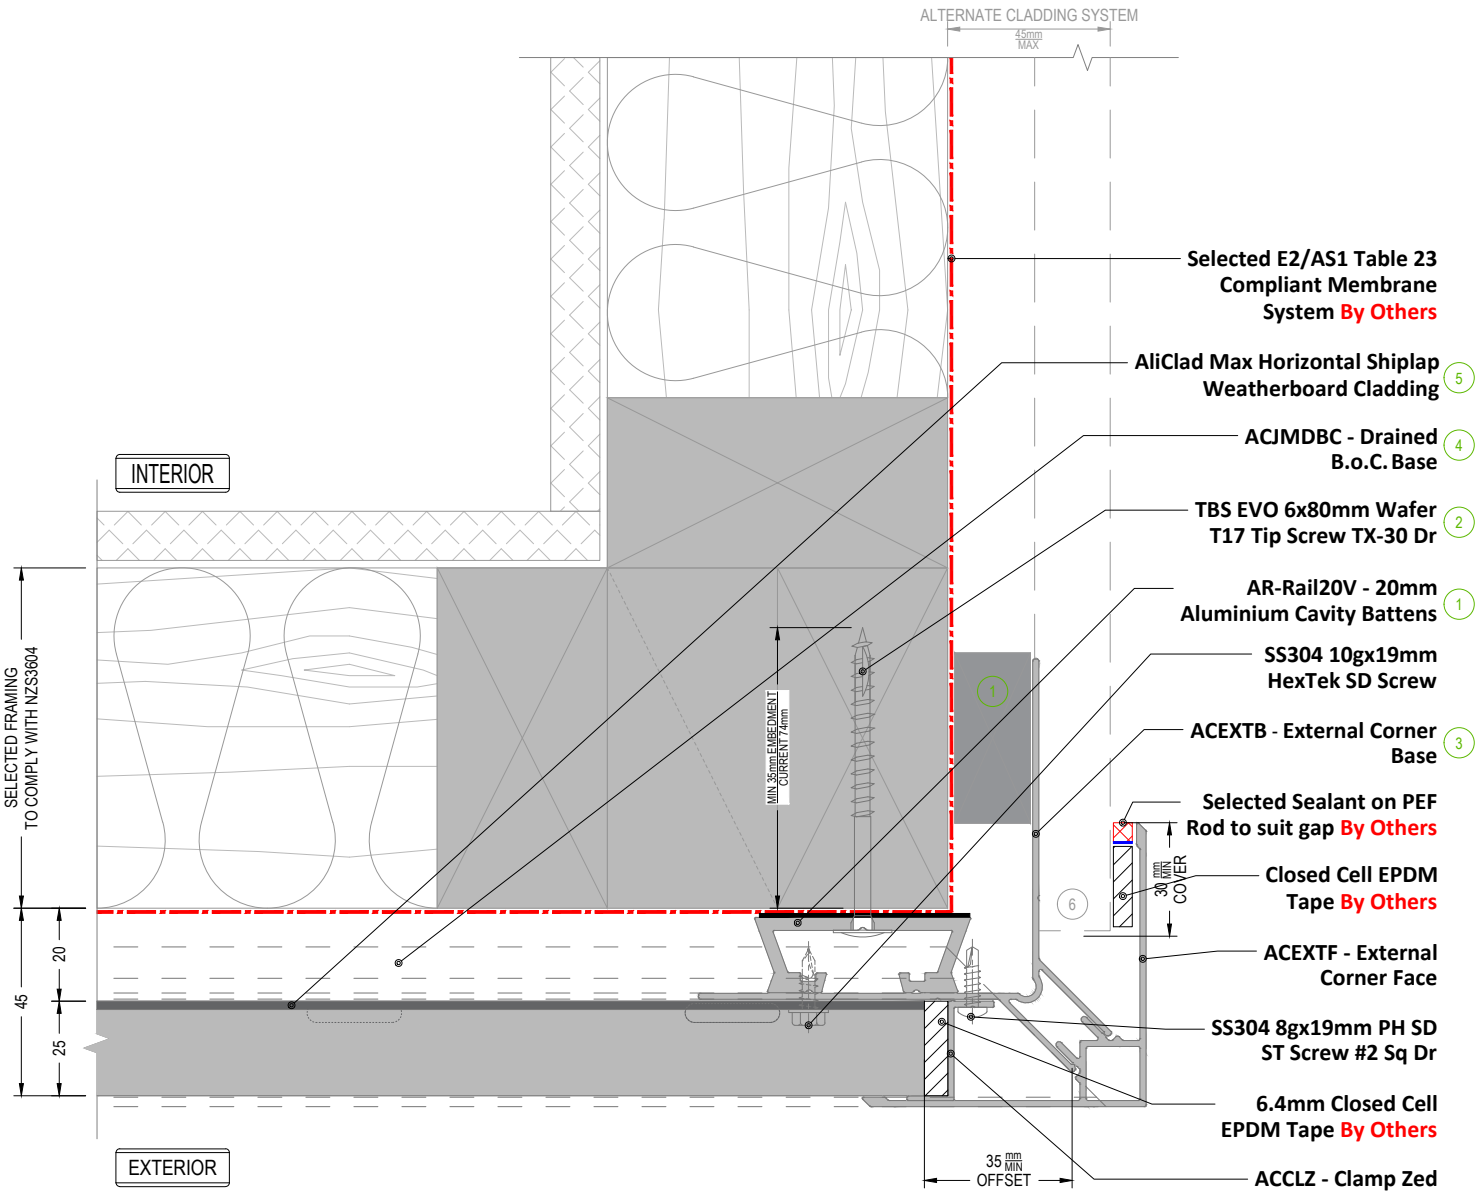 ALTERNATE CLADDING SYSTEM
45mm
MAX
Selected E2/AS1 Table 23
Compliant Membrane
System By Others
AliClad Max Horizontal Shiplap
Weatherboard Cladding
5
ACJMDBC - Drained
B.o.C. Base
4
TBS EVO 6x80mm Wafer
T17 Tip Screw TX-30 Dr
2
AR-Rail20V - 20mm
Aluminium Cavity Battens
1
SS304 10gx19mm
HexTek SD Screw
ACEXTB - External Corner
Base
3
Selected Sealant on PEF
Rod to suit gap By Others
Closed Cell EPDM
Tape By Others
ACEXTF - External
Corner Face
SS304 8gx19mm PH SD
ST Screw #2 Sq Dr
6.4mm Closed Cell
EPDM Tape By Others
ACCLZ - Clamp Zed
INTERIOR
EXTERIOR
SELECTED FRAMING
TO COMPLY WITH NZS3604
20
45
25
MIN 35mm EMBEDMENT
CURRENT 74mm
1
6
30 mm
MIN
COVER
35 mm
MIN
OFFSET